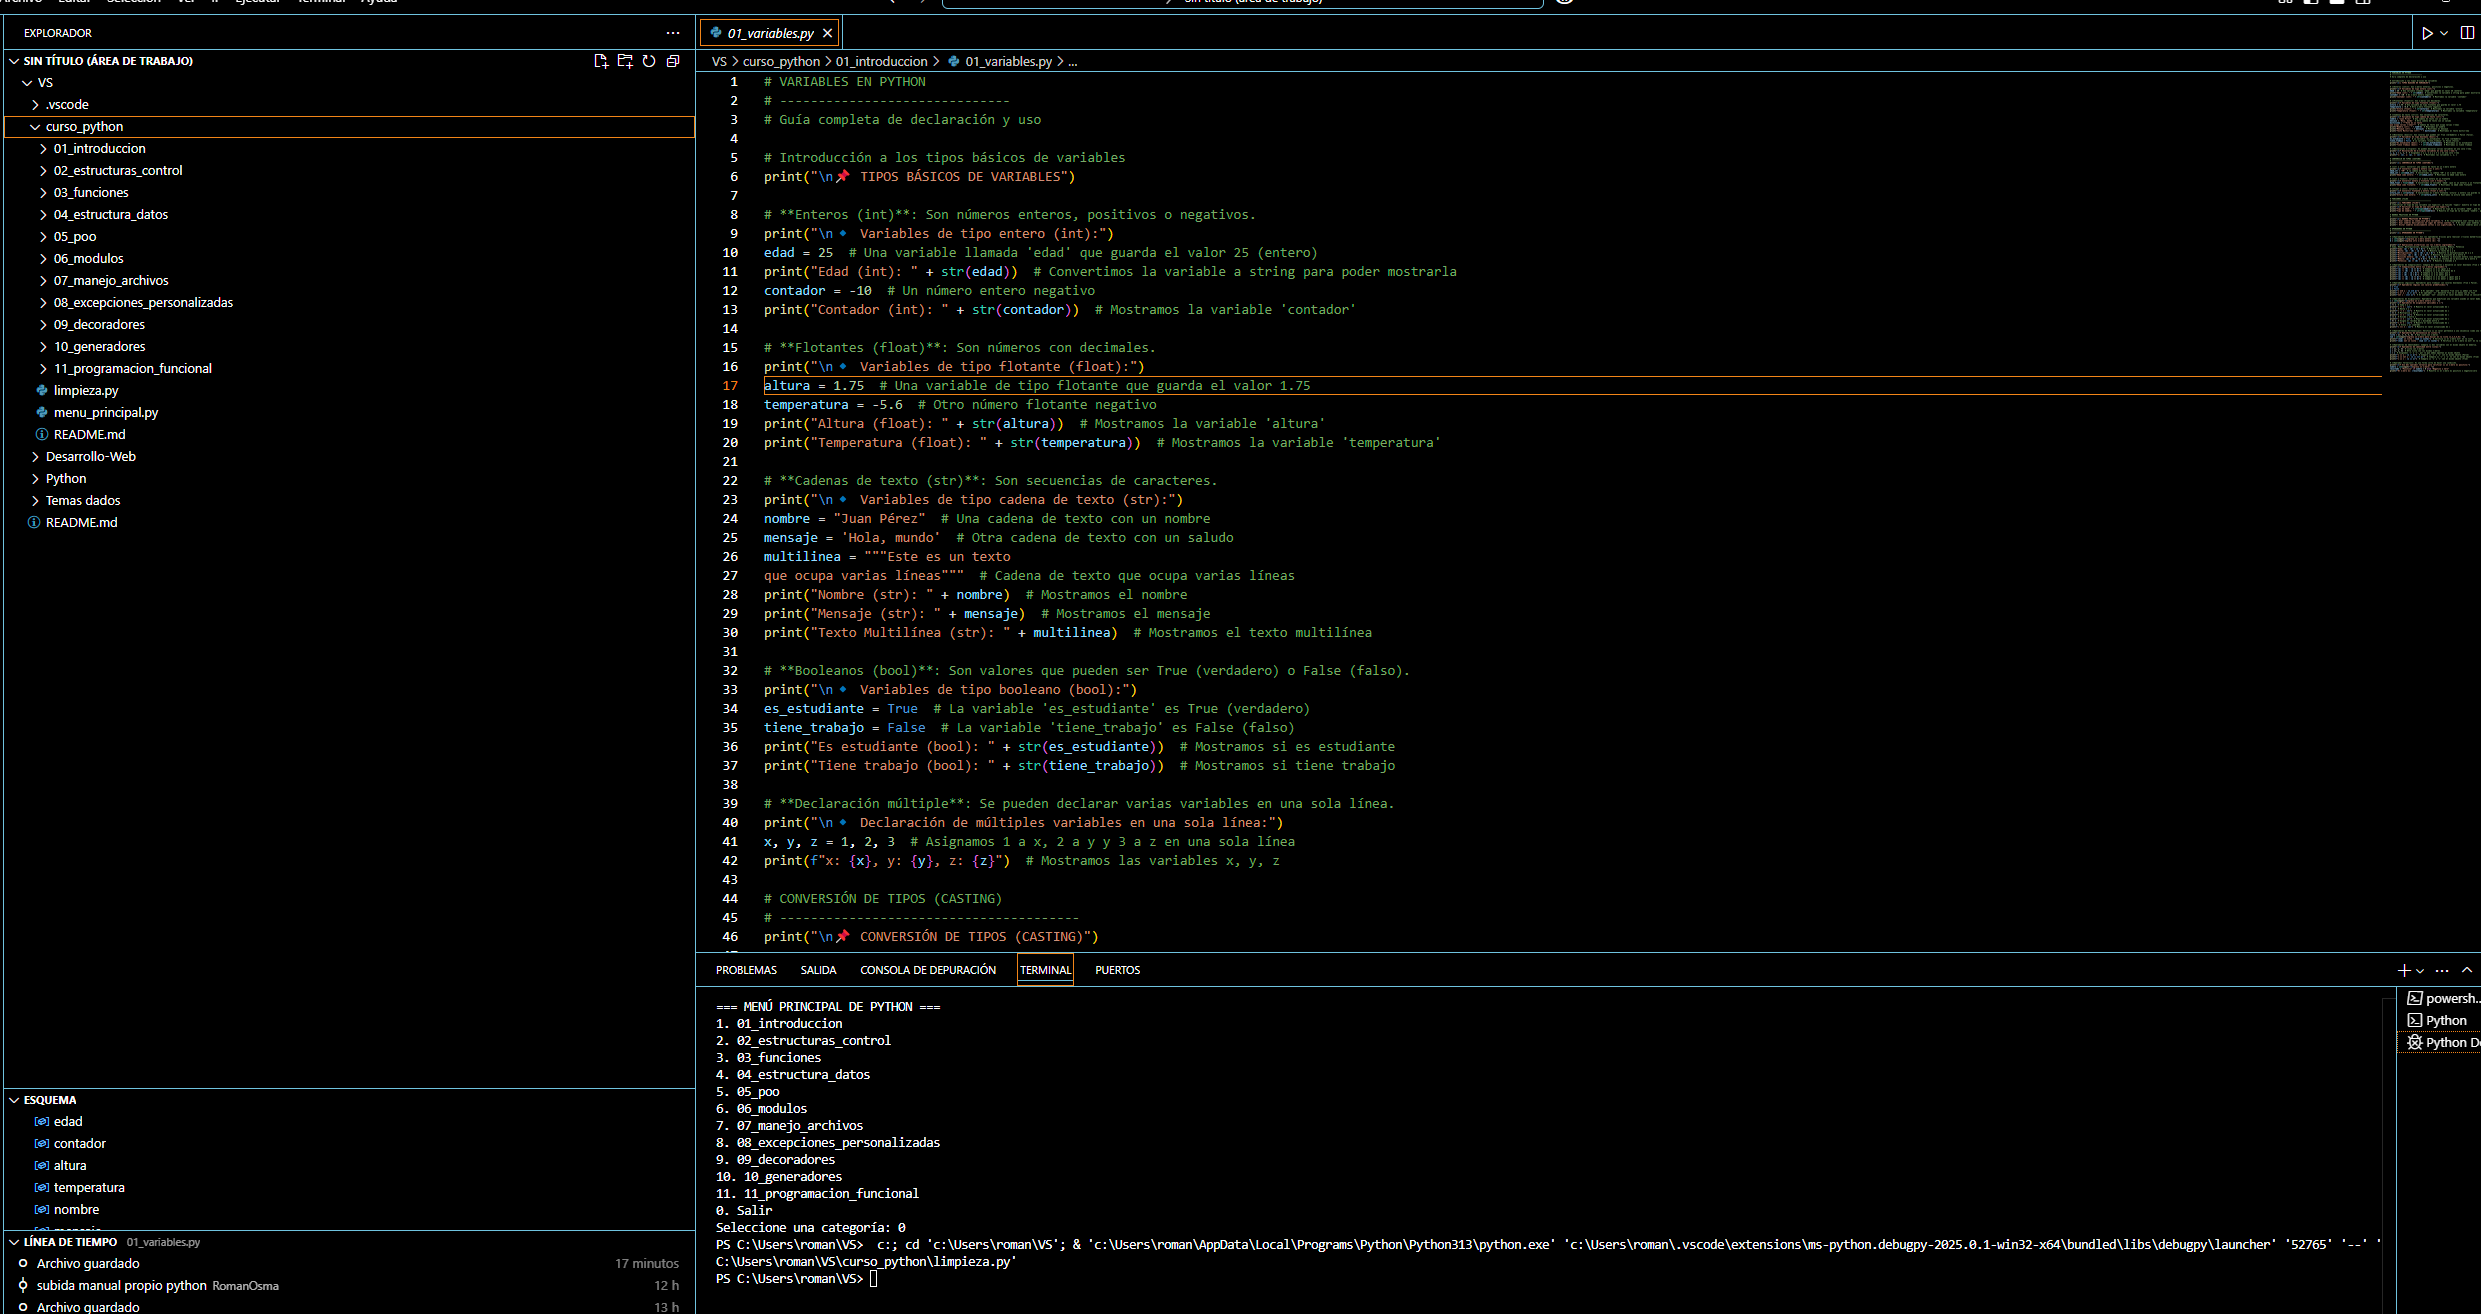 EXPLORADOR
SIN TÍTULO (ÁREA DE TRABAJO)
VS
.vscode
curso_python
01_introduccion
02_estructuras_control
03_funciones
04_estructura_datos
05_poo
06_modulos
07_manejo_archivos
08_excepciones_personalizadas
09_decoradores
10_generadores
11_programacion_funcional
limpieza.py
menu_principal.py
README.md
Desarrollo-Web
Python
Temas dados
README.md
ESQUEMA
edad
contador
altura
temperatura
nombre
LÍNEA DE TIEMPO 01_variables.py
Archivo guardado 17 minutos
subida manual propio python RomanOsma 12 h
Archivo guardado 13 h
01_variables.py
VS > curso_python > 01_introduccion > 01_variables.py > ...
1 # VARIABLES EN PYTHON
2 # ------------------------------
3 # Guía completa de declaración y uso
4
5 # Introducción a los tipos básicos de variables
6 print("\n📌 TIPOS BÁSICOS DE VARIABLES")
7
8 # **Enteros (int)**: Son números enteros, positivos o negativos.
9 print("\n🔹 Variables de tipo entero (int):")
10 edad = 25  # Una variable llamada 'edad' que guarda el valor 25 (entero)
11 print("Edad (int): " + str(edad))  # Convertimos la variable a string para poder mostrarla
12 contador = -10  # Un número entero negativo
13 print("Contador (int): " + str(contador))  # Mostramos la variable 'contador'
14
15 # **Flotantes (float)**: Son números con decimales.
16 print("\n🔹 Variables de tipo flotante (float):")
17 altura = 1.75  # Una variable de tipo flotante que guarda el valor 1.75
18 temperatura = -5.6  # Otro número flotante negativo
19 print("Altura (float): " + str(altura))  # Mostramos la variable 'altura'
20 print("Temperatura (float): " + str(temperatura))  # Mostramos la variable 'temperatura'
21
22 # **Cadenas de texto (str)**: Son secuencias de caracteres.
23 print("\n🔹 Variables de tipo cadena de texto (str):")
24 nombre = "Juan Pérez"  # Una cadena de texto con un nombre
25 mensaje = 'Hola, mundo'  # Otra cadena de texto con un saludo
26 multilinea = """Este es un texto
27 que ocupa varias líneas"""  # Cadena de texto que ocupa varias líneas
28 print("Nombre (str): " + nombre)  # Mostramos el nombre
29 print("Mensaje (str): " + mensaje)  # Mostramos el mensaje
30 print("Texto Multilínea (str): " + multilinea)  # Mostramos el texto multilínea
31
32 # **Booleanos (bool)**: Son valores que pueden ser True (verdadero) o False (falso).
33 print("\n🔹 Variables de tipo booleano (bool):")
34 es_estudiante = True  # La variable 'es_estudiante' es True (verdadero)
35 tiene_trabajo = False  # La variable 'tiene_trabajo' es False (falso)
36 print("Es estudiante (bool): " + str(es_estudiante))  # Mostramos si es estudiante
37 print("Tiene trabajo (bool): " + str(tiene_trabajo))  # Mostramos si tiene trabajo
38
39 # **Declaración múltiple**: Se pueden declarar varias variables en una sola línea.
40 print("\n🔹 Declaración de múltiples variables en una sola línea:")
41 x, y, z = 1, 2, 3  # Asignamos 1 a x, 2 a y y 3 a z en una sola línea
42 print(f"x: {x}, y: {y}, z: {z}")  # Mostramos las variables x, y, z
43
44 # CONVERSIÓN DE TIPOS (CASTING)
45 # ---------------------------------------
46 print("\n📌 CONVERSIÓN DE TIPOS (CASTING)")
PROBLEMAS SALIDA CONSOLA DE DEPURACIÓN TERMINAL PUERTOS
=== MENÚ PRINCIPAL DE PYTHON ===
1. 01_introduccion
2. 02_estructuras_control
3. 03_funciones
4. 04_estructura_datos
5. 05_poo
6. 06_modulos
7. 07_manejo_archivos
8. 08_excepciones_personalizadas
9. 09_decoradores
10. 10_generadores
11. 11_programacion_funcional
0. Salir
Seleccione una categoría: 0
PS C:\Users\roman\VS>  c:; cd 'c:\Users\roman\VS'; & 'c:\Users\roman\AppData\Local\Programs\Python\Python313\python.exe' 'c:\Users\roman\.vscode\extensions\ms-python.debugpy-2025.0.1-win32-x64\bundled\libs\debugpy\launcher' '52765' '--' '
C:\Users\roman\VS\curso_python\limpieza.py'
PS C:\Users\roman\VS>
powersh...
Python
Python D